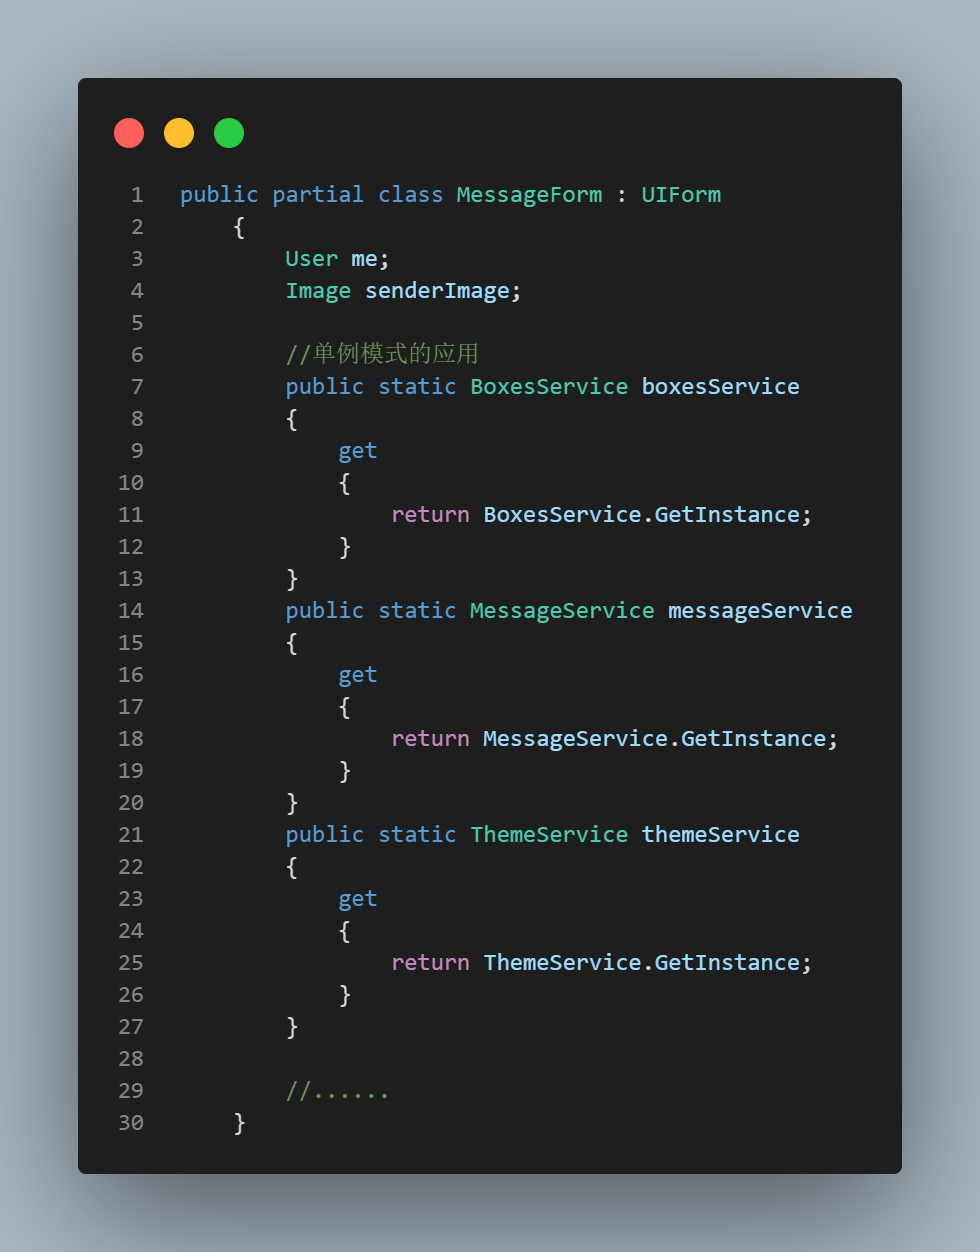 1 public partial class MessageForm : UIForm
2 {
3 User me;
4 Image senderImage;
5
6 //单例模式的应用
7 public static BoxesService boxesService
8 {
9 get
10 {
11 return BoxesService.GetInstance;
12 }
13 }
14 public static MessageService messageService
15 {
16 get
17 {
18 return MessageService.GetInstance;
19 }
20 }
21 public static ThemeService themeService
22 {
23 get
24 {
25 return ThemeService.GetInstance;
26 }
27 }
28
29 //......
30 }